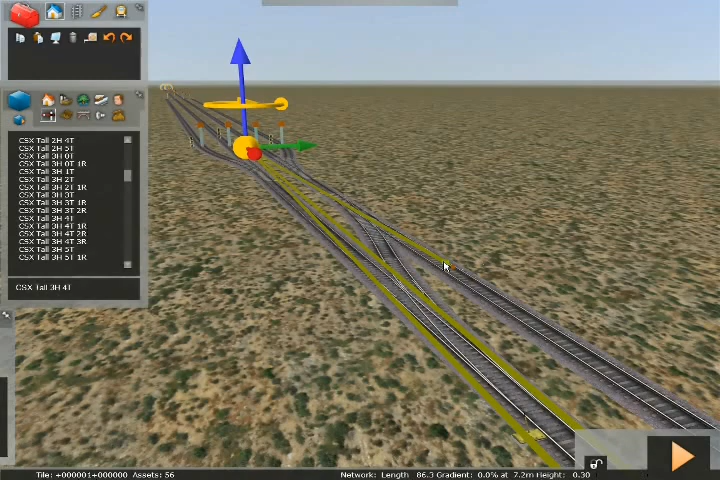 CSX Tall 2H 4T
CSX Tall 2H 5T
CSX Tall 3H 0T
CSX Tall 3H 0T 1R
CSX Tall 3H 1T
CSX Tall 3H 2T
CSX Tall 3H 2T 1R
CSX Tall 3H 3T
CSX Tall 3H 3T 1R
CSX Tall 3H 3T 2R
CSX Tall 3H 4T
CSX Tall 3H 4T 1R
CSX Tall 3H 4T 2R
CSX Tall 3H 4T 3R
CSX Tall 3H 5T
CSX Tall 3H 5T 1R
CSX Tall 3H 4T
Tile: +000001+000000 Assets: 56
Network: Length 86.3 Gradient: 0.0% at 7.2m Height: 0.30